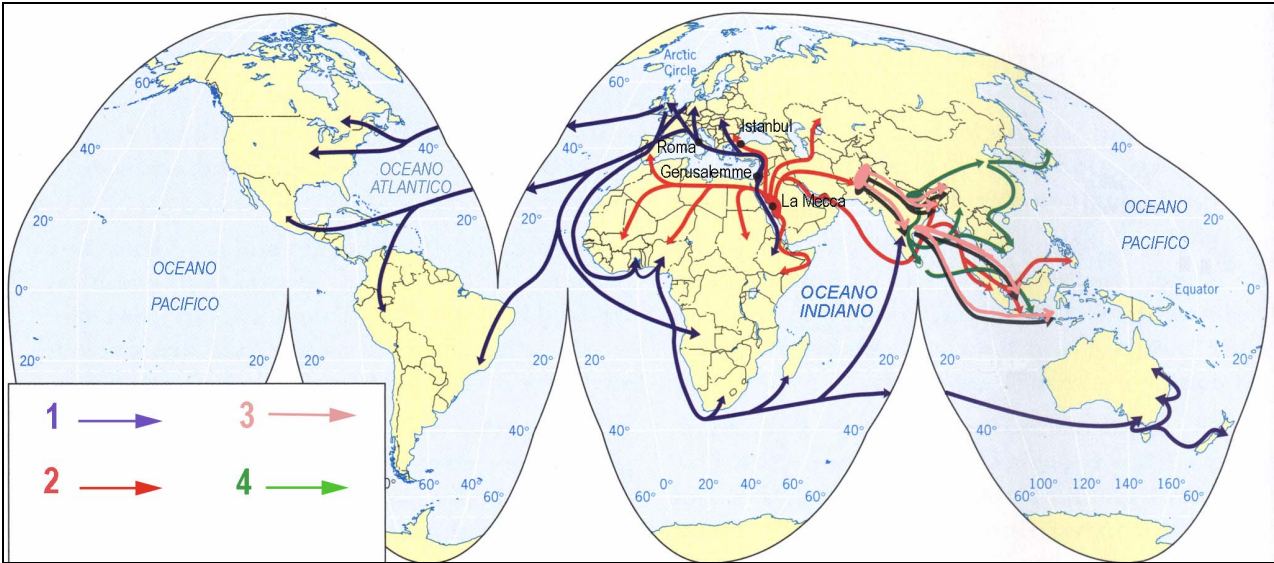 Arctic
Circle
60°
60°
40°
OCEANO
ATLANTICO
Roma
Istanbul
Gerusalemme
La Mecca
40°
40°
20°
20°
20°
20°
OCEANO
PACIFICO
OCEANO
PACIFICO
OCEANO
INDIANO
0°
0°
Equator
0°
20°
20°
20°
20°
20°
20°
40°
40°
40°
40°
1
3
2
4
0°
60°
40°
60°
60°
0°
20°
40°
60°
60°
100°
120°
140°
160°